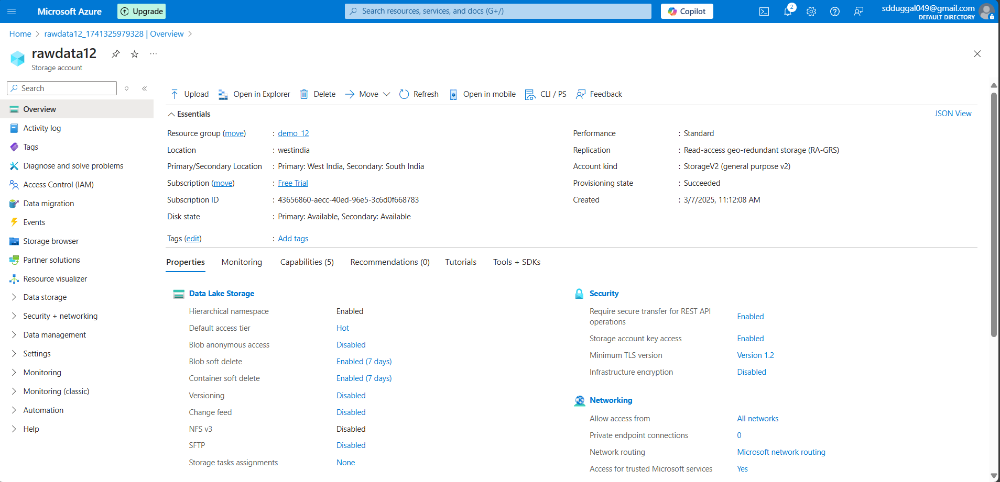 Microsoft Azure
Upgrade
Search resources, services, and docs (G+/)
Copilot
2
sdduggal049@gmail.com
DEFAULT DIRECTORY
Home > rawdata12_1741325979328 | Overview >
rawdata12
Storage account
Search
Overview
Activity log
Tags
Diagnose and solve problems
Access Control (IAM)
Data migration
Events
Storage browser
Partner solutions
Resource visualizer
Data storage
Security + networking
Data management
Settings
Monitoring
Monitoring (classic)
Automation
Help
Upload Open in Explorer Delete Move Refresh Open in mobile CLI / PS Feedback
Essentials
JSON View
Resource group (move) : demo_12
Location : westindia
Primary/Secondary Location : Primary: West India, Secondary: South India
Subscription (move) : Free Trial
Subscription ID : 43656860-aecc-40ed-96e5-3c6d0f668783
Disk state : Primary: Available, Secondary: Available
Tags (edit) : Add tags
Performance : Standard
Replication : Read-access geo-redundant storage (RA-GRS)
Account kind : StorageV2 (general purpose v2)
Provisioning state : Succeeded
Created : 3/7/2025, 11:12:08 AM
Properties Monitoring Capabilities (5) Recommendations (0) Tutorials Tools + SDKs
Data Lake Storage
Hierarchical namespace Enabled
Default access tier Hot
Blob anonymous access Disabled
Blob soft delete Enabled (7 days)
Container soft delete Enabled (7 days)
Versioning Disabled
Change feed Disabled
NFS v3 Disabled
SFTP Disabled
Storage tasks assignments None
Security
Require secure transfer for REST API
operations Enabled
Storage account key access Enabled
Minimum TLS version Version 1.2
Infrastructure encryption Disabled
Networking
Allow access from All networks
Private endpoint connections 0
Network routing Microsoft network routing
Access for trusted Microsoft services Yes